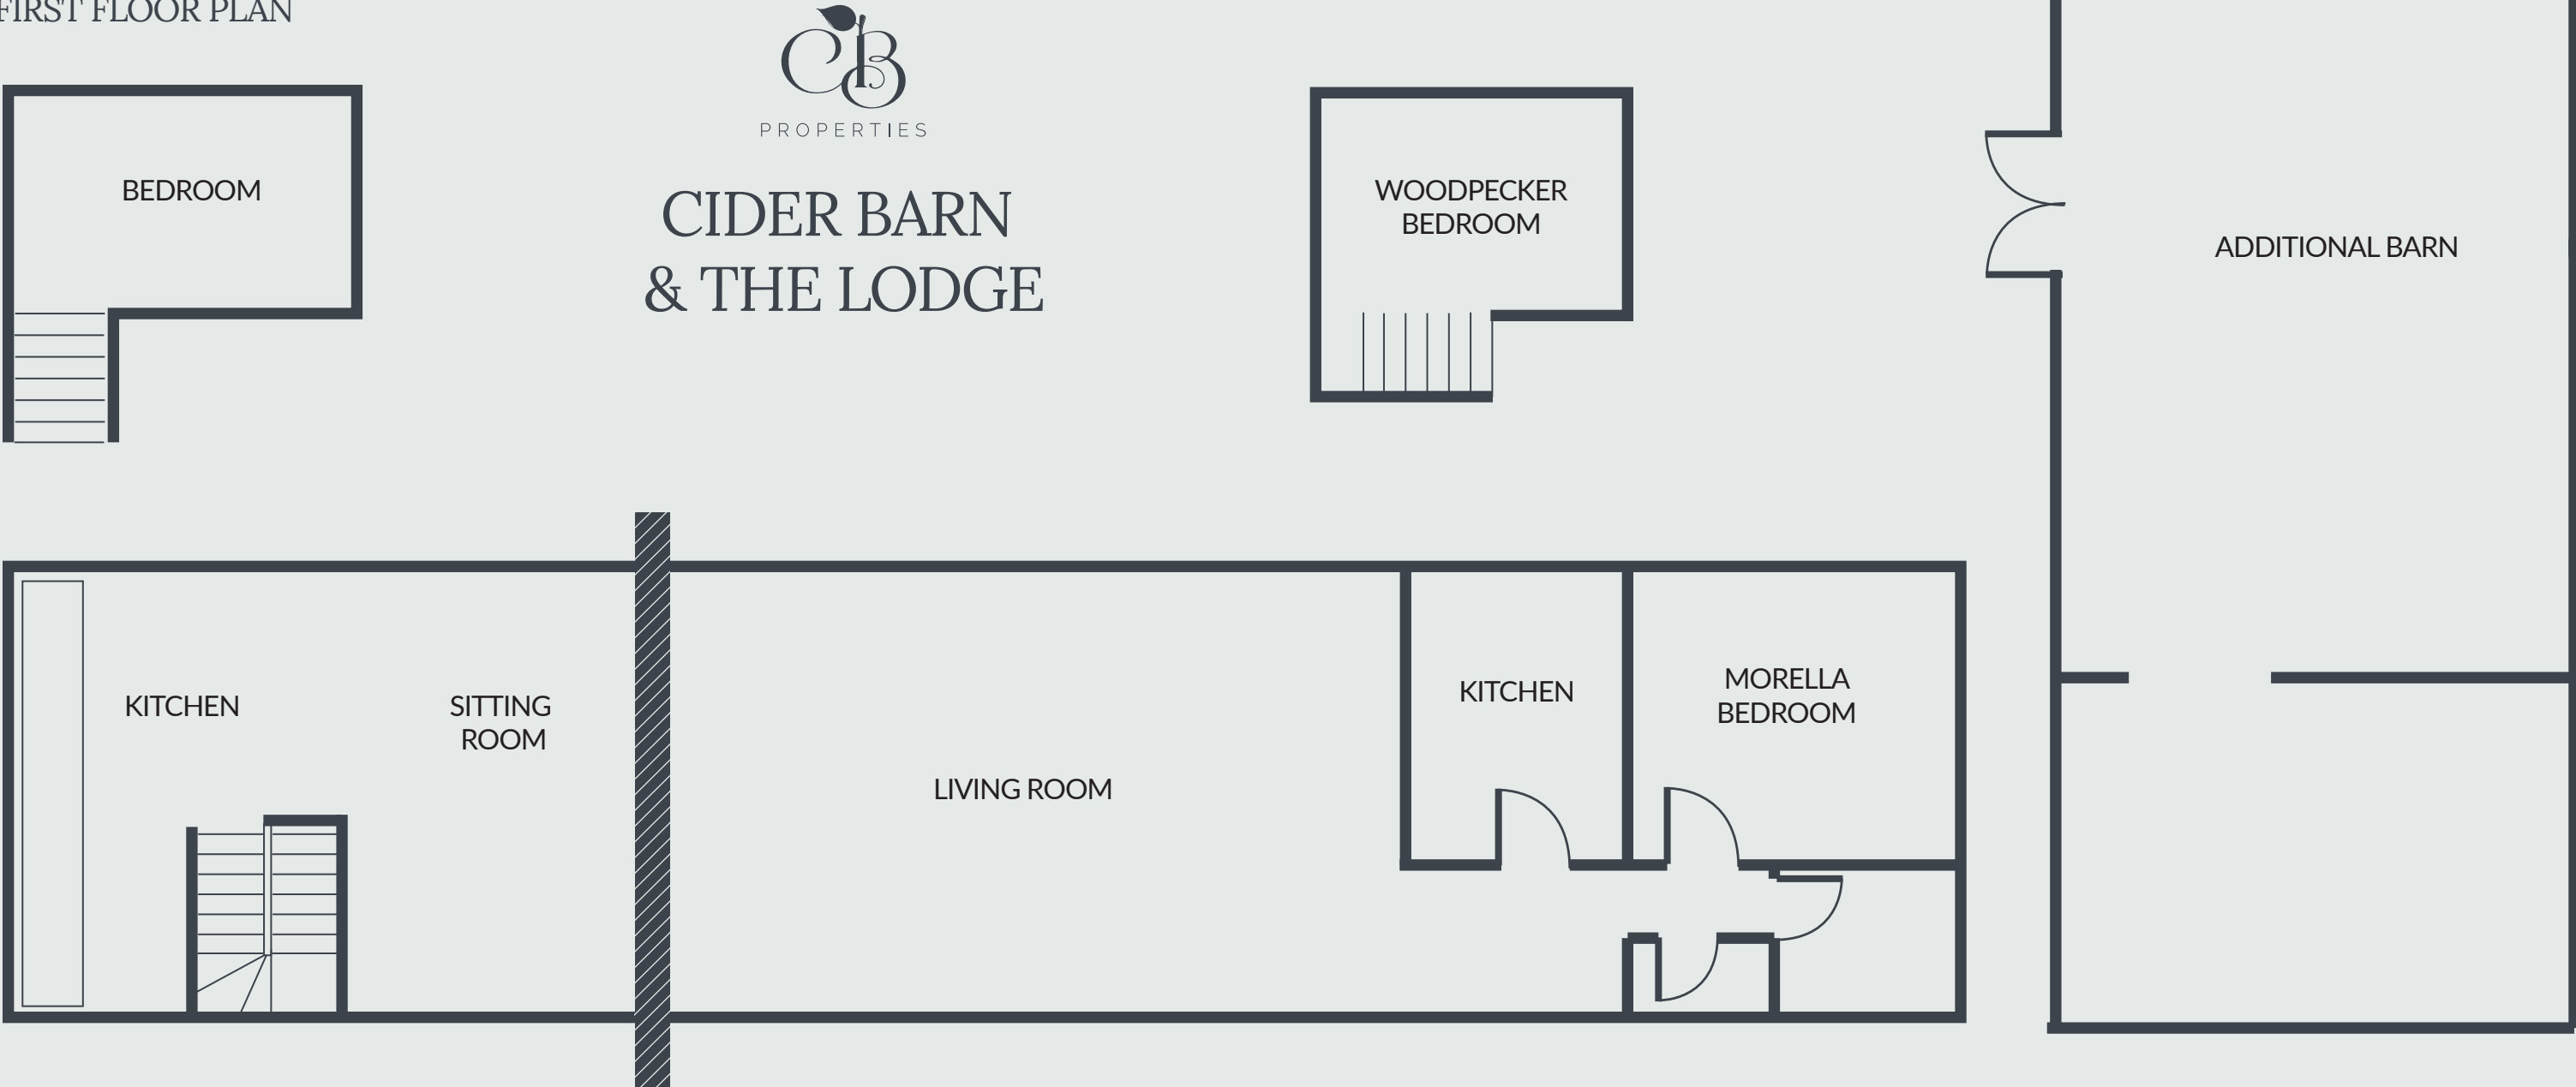 FIRST FLOOR PLAN
CB
PROPERTIES
CIDER BARN
& THE LODGE
BEDROOM
WOODPECKER
BEDROOM
ADDITIONAL BARN
KITCHEN
SITTING
ROOM
LIVING ROOM
KITCHEN
MORELLA
BEDROOM